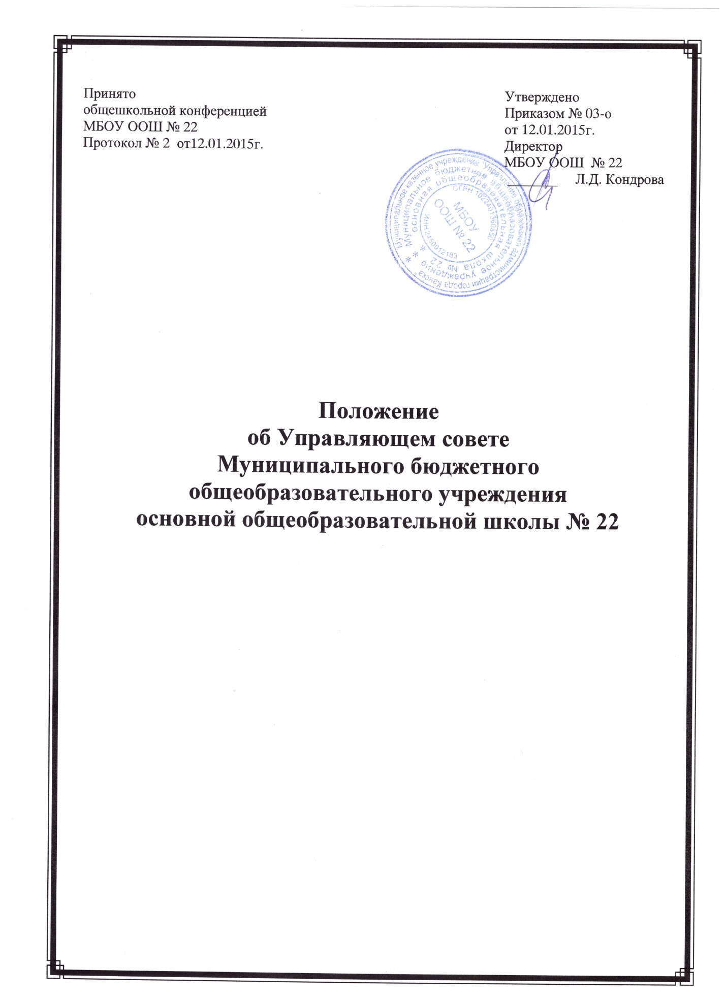 Принято
общешкольной конференцией
МБОУ ООШ № 22
Протокол № 2 от12.01.2015г.
Утверждено
Приказом № 03-о
от 12.01.2015г.
Директор
МБОУ ООШ № 22
Л.Д. Кондрова
Муниципальное казенное учреждение "Управление образования администрации города Канска"
Муниципальное бюджетное общеобразовательное учреждение
основная общеобразовательная школа № 22
ИНН 2450012183
МБОУ
ООШ № 22
Положение
об Управляющем совете
Муниципального бюджетного
общеобразовательного учреждения
основной общеобразовательной школы № 22